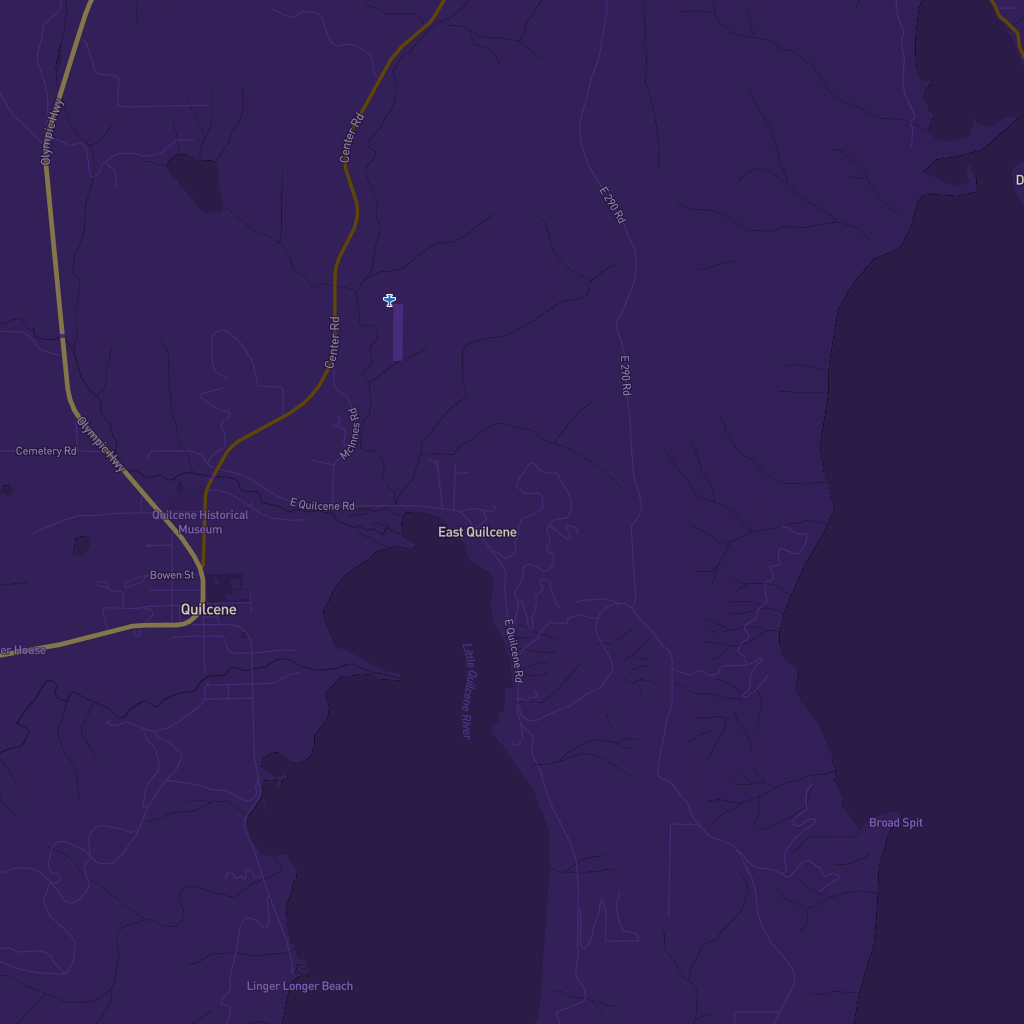 Olympic Hwy
Center Rd
D
E 290 Rd
Center Rd
E 290 Rd
McInnes Rd
Olympic Hwy
Cemetery Rd
E Quilcene Rd
Quilcene Historical
Museum
East Quilcene
Bowen St
Quilcene
er House
E Quilcene Rd
Little Quilcene River
Broad Spit
Linger Longer Beach